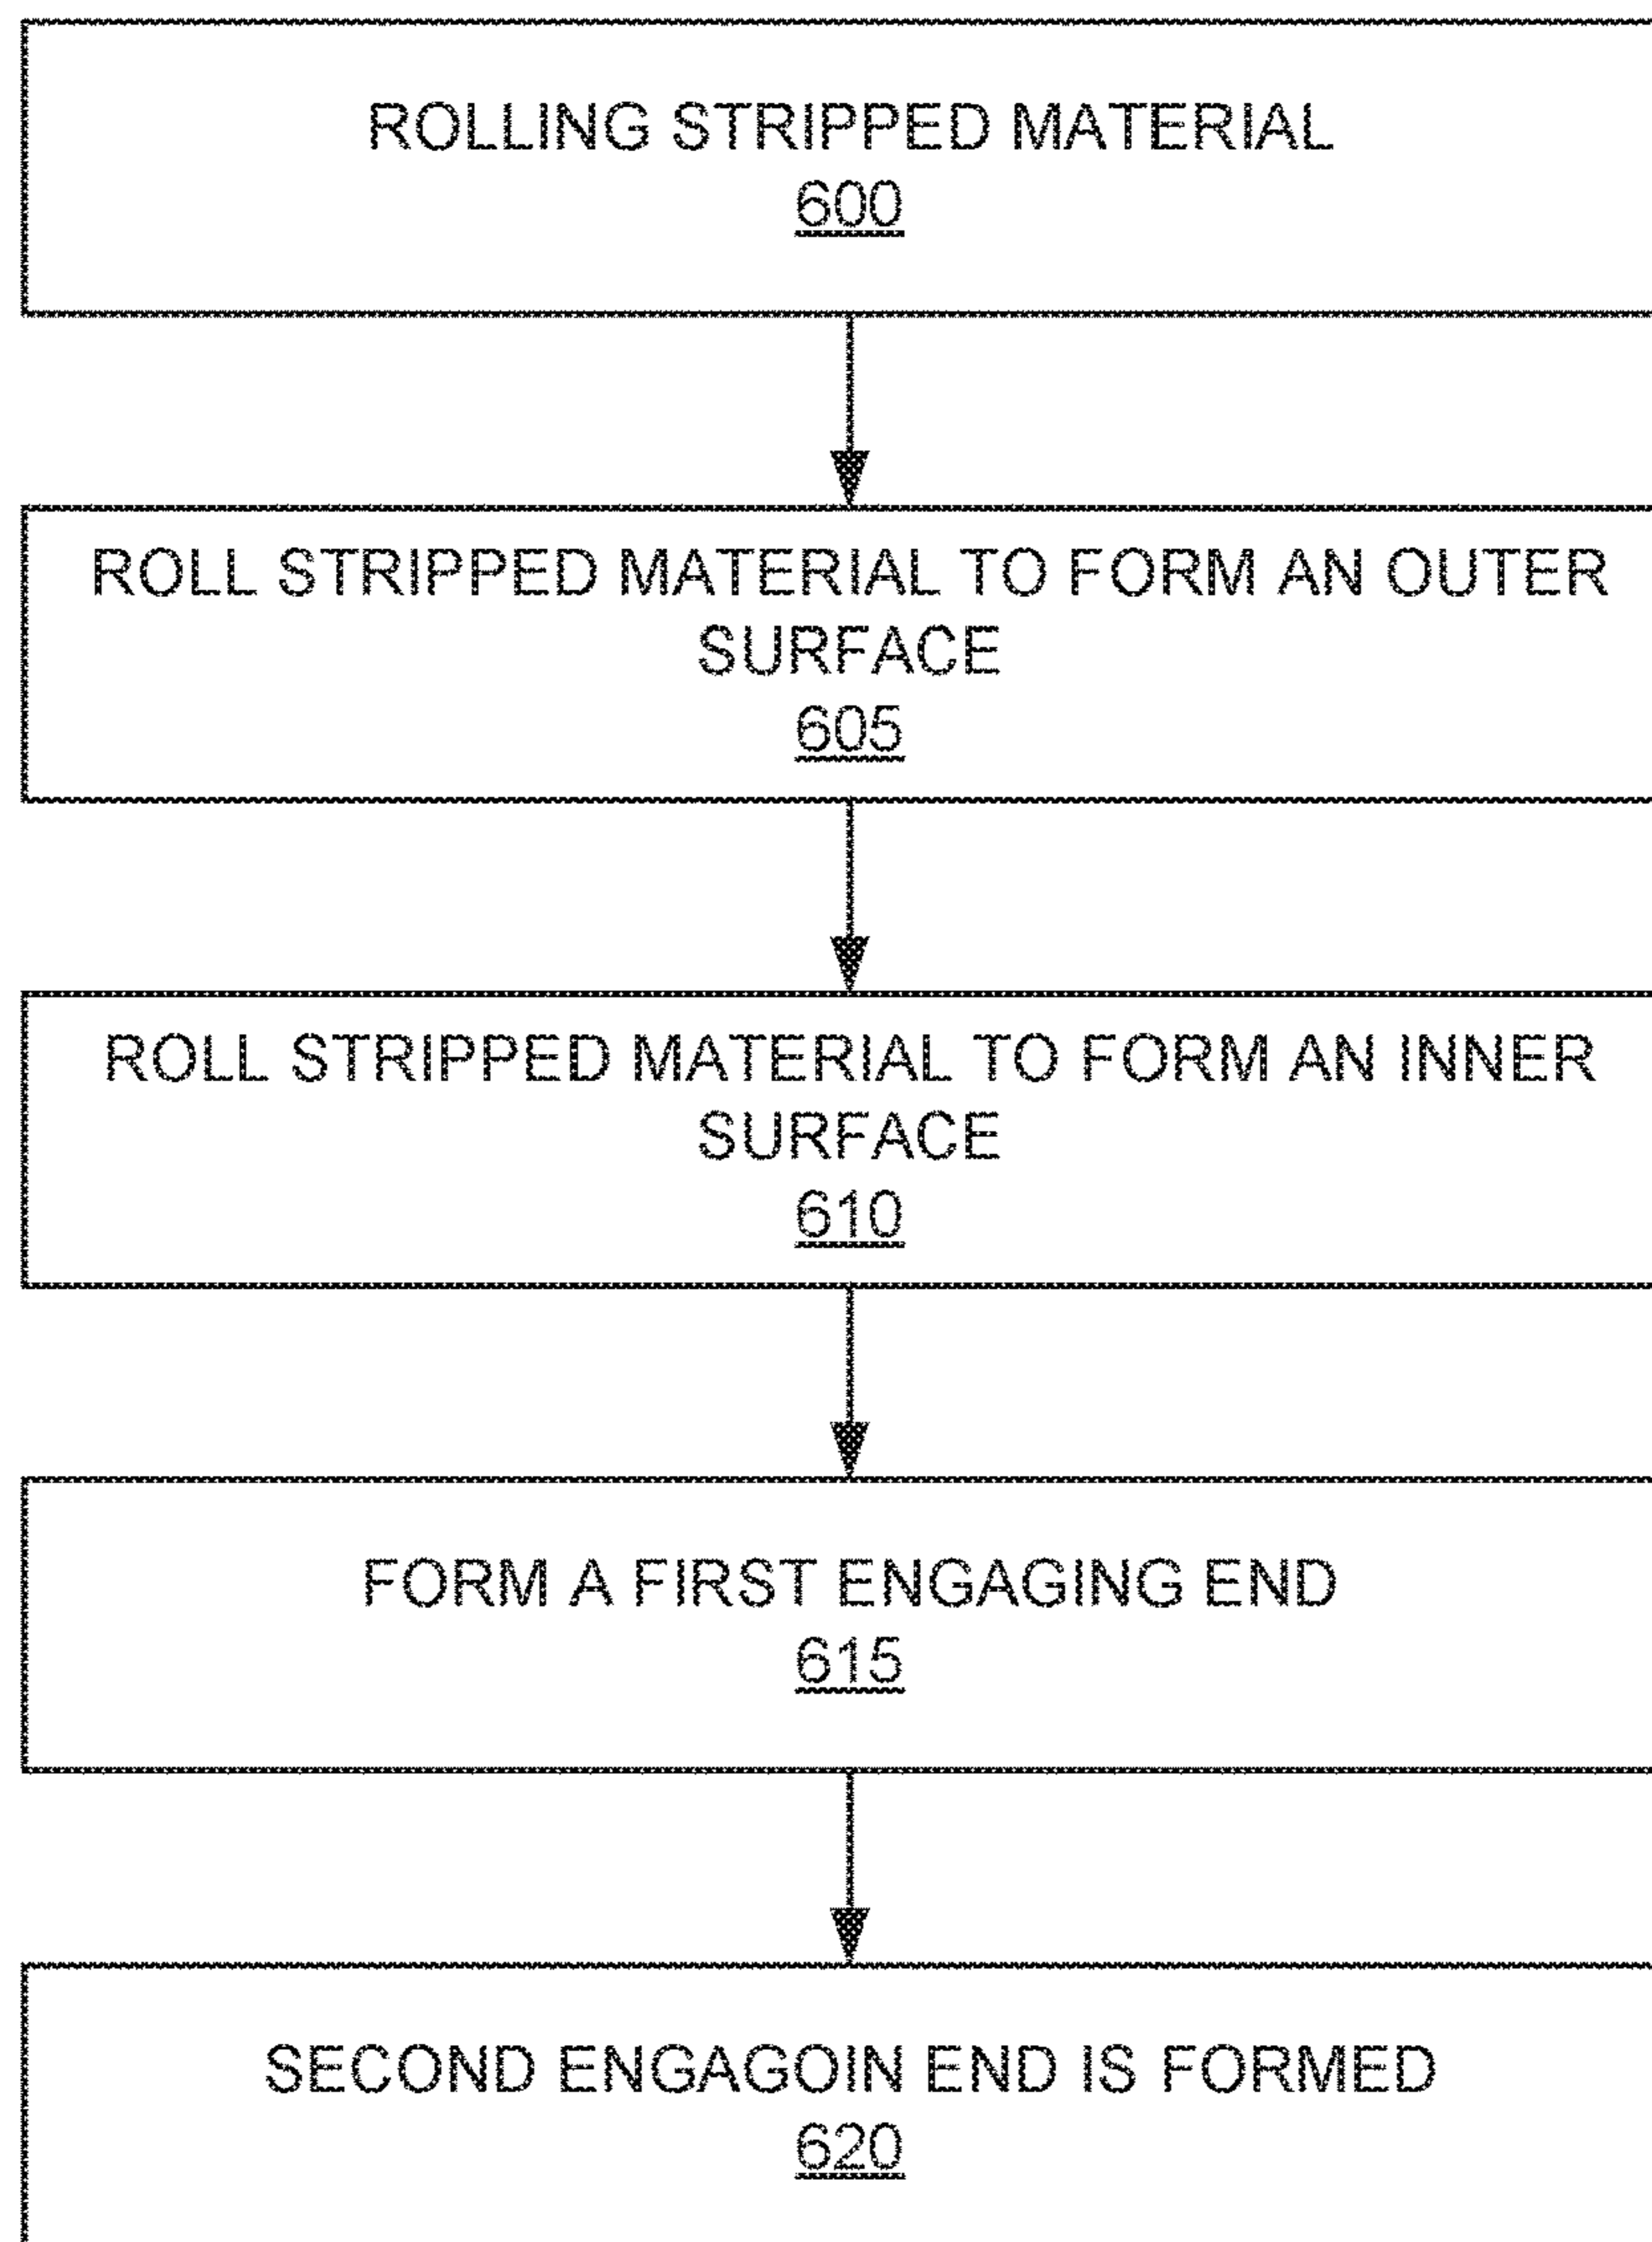 ROLLING STRIPPED MATERIAL
600
ROLL STRIPPED MATERIAL TO FORM AN OUTER
SURFACE
605
ROLL STRIPPED MATERIAL TO FORM AN INNER
SURFACE
610
FORM A FIRST ENGAGING END
615
SECOND ENGAGOIN END IS FORMED
620